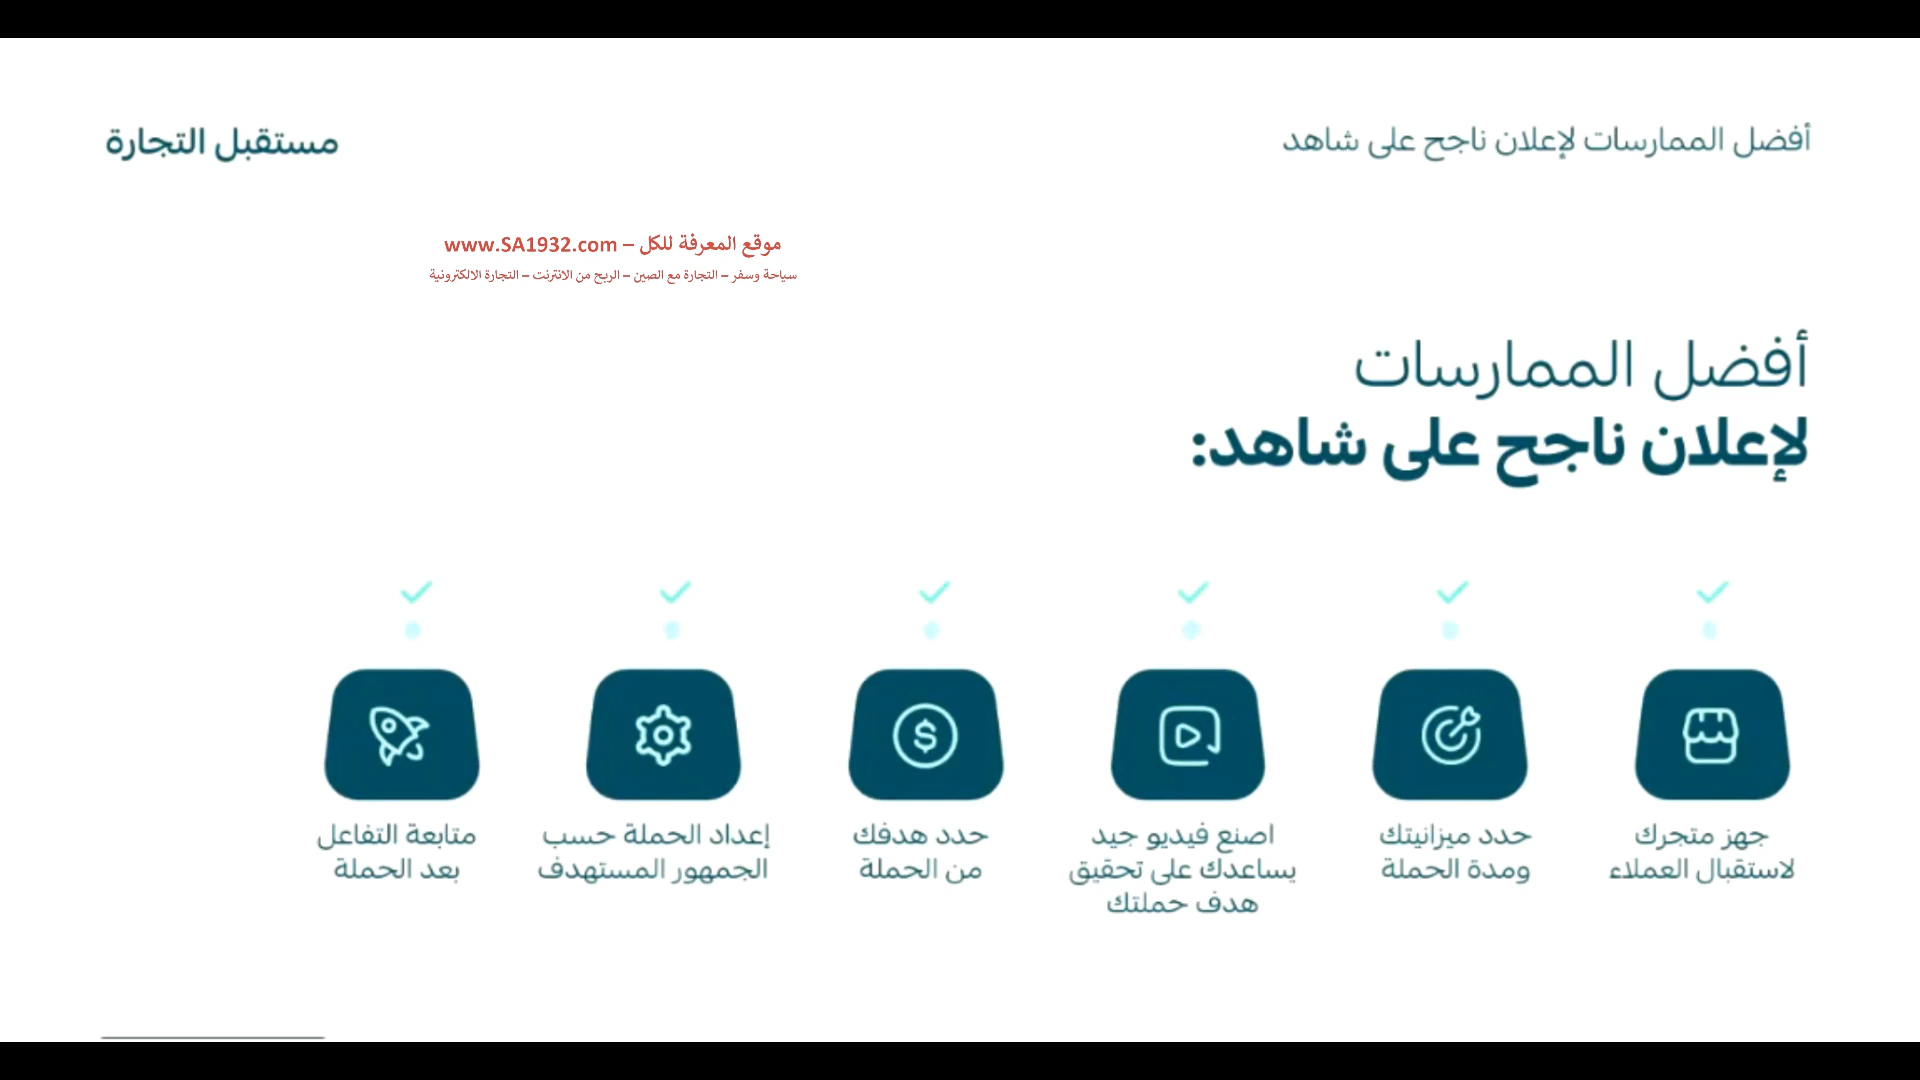 أفضل الممارسات لإعلان ناجح على شاهد
مستقبل التجارة
موقع المعرفة للكل – www.SA1932.com
سياحة وسفر – التجارة مع الصين – الربح من الانترنت – التجارة الالكترونية
أفضل الممارسات
لإعلان ناجح على شاهد:
جهز متجرك
لاستقبال العملاء
حدد ميزانيتك
ومدة الحملة
اصنع فيديو جيد
يساعدك على تحقيق
هدف حملتك
حدد هدفك
من الحملة
إعداد الحملة حسب
الجمهور المستهدف
متابعة التفاعل
بعد الحملة